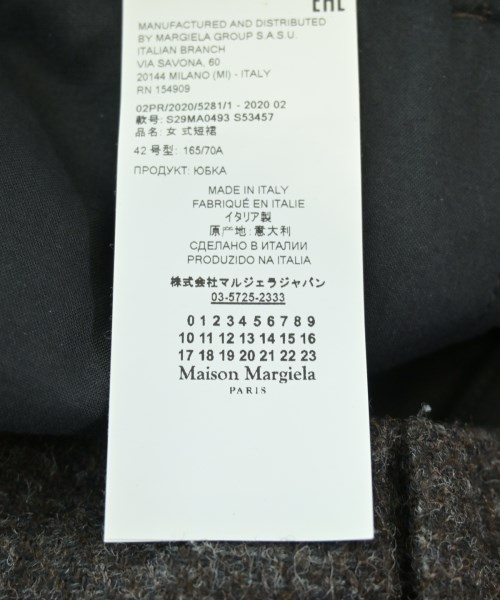 EAC
MANUFACTURED AND DISTRIBUTED
BY MARGIELA GROUP S.A.S.U.
ITALIAN BRANCH
VIA SAVONA, 60
20144 MILANO (MI) - ITALY
RN 154909
02PR/2020/5281/1 - 2020 02
款号: S29MA0493 S53457
品名: 女 式短裙
42 号型: 165/70A
ПРОДУКТ: ЮБКА
MADE IN ITALY
FABRIQUÉ EN ITALIE
イタリア製
原产地: 意大利
СДЕЛАНО В ИТАЛИИ
PRODUZIDO NA ITALIA
株式会社マルジェラジャパン
03-5725-2333
0 1 2 3 4 5 6 7 8 9
10 11 12 13 14 15 16
17 18 19 20 21 22 23
Maison Margiela
PARIS